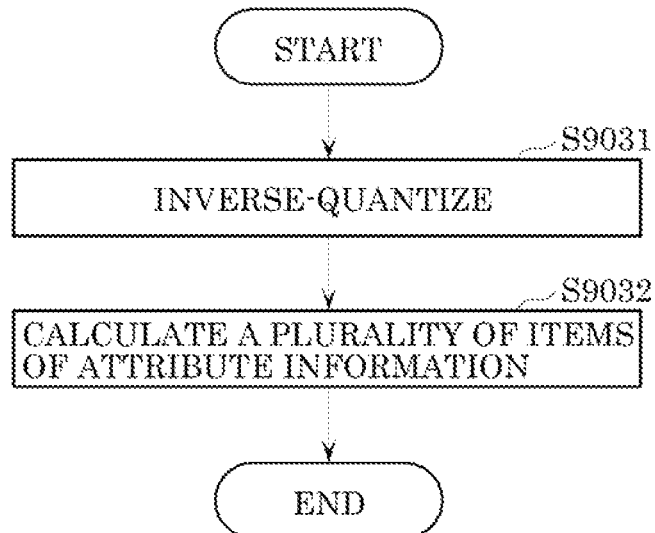 START
S9031
INVERSE-QUANTIZE
S9032
CALCULATE A PLURALITY OF ITEMS
OF ATTRIBUTE INFORMATION
END